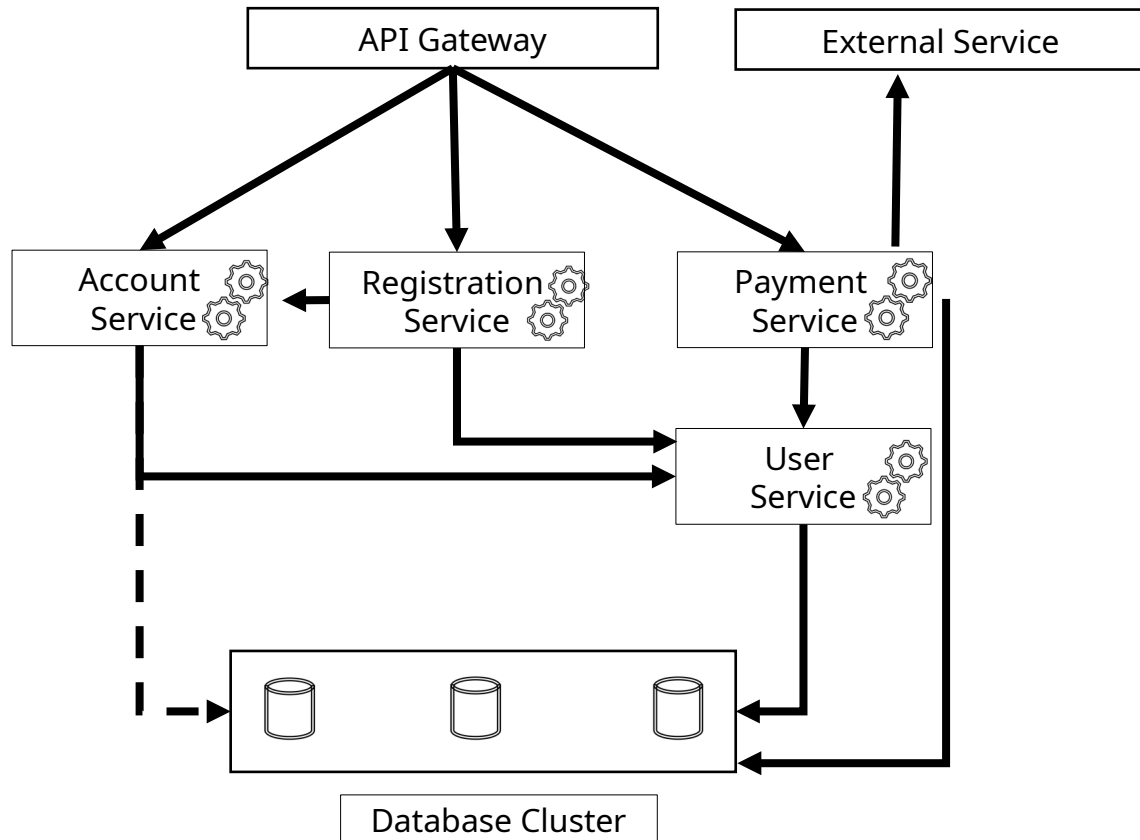 API Gateway
External Service
Account
Service
Registration
Service
Payment
Service
User
Service
Database Cluster